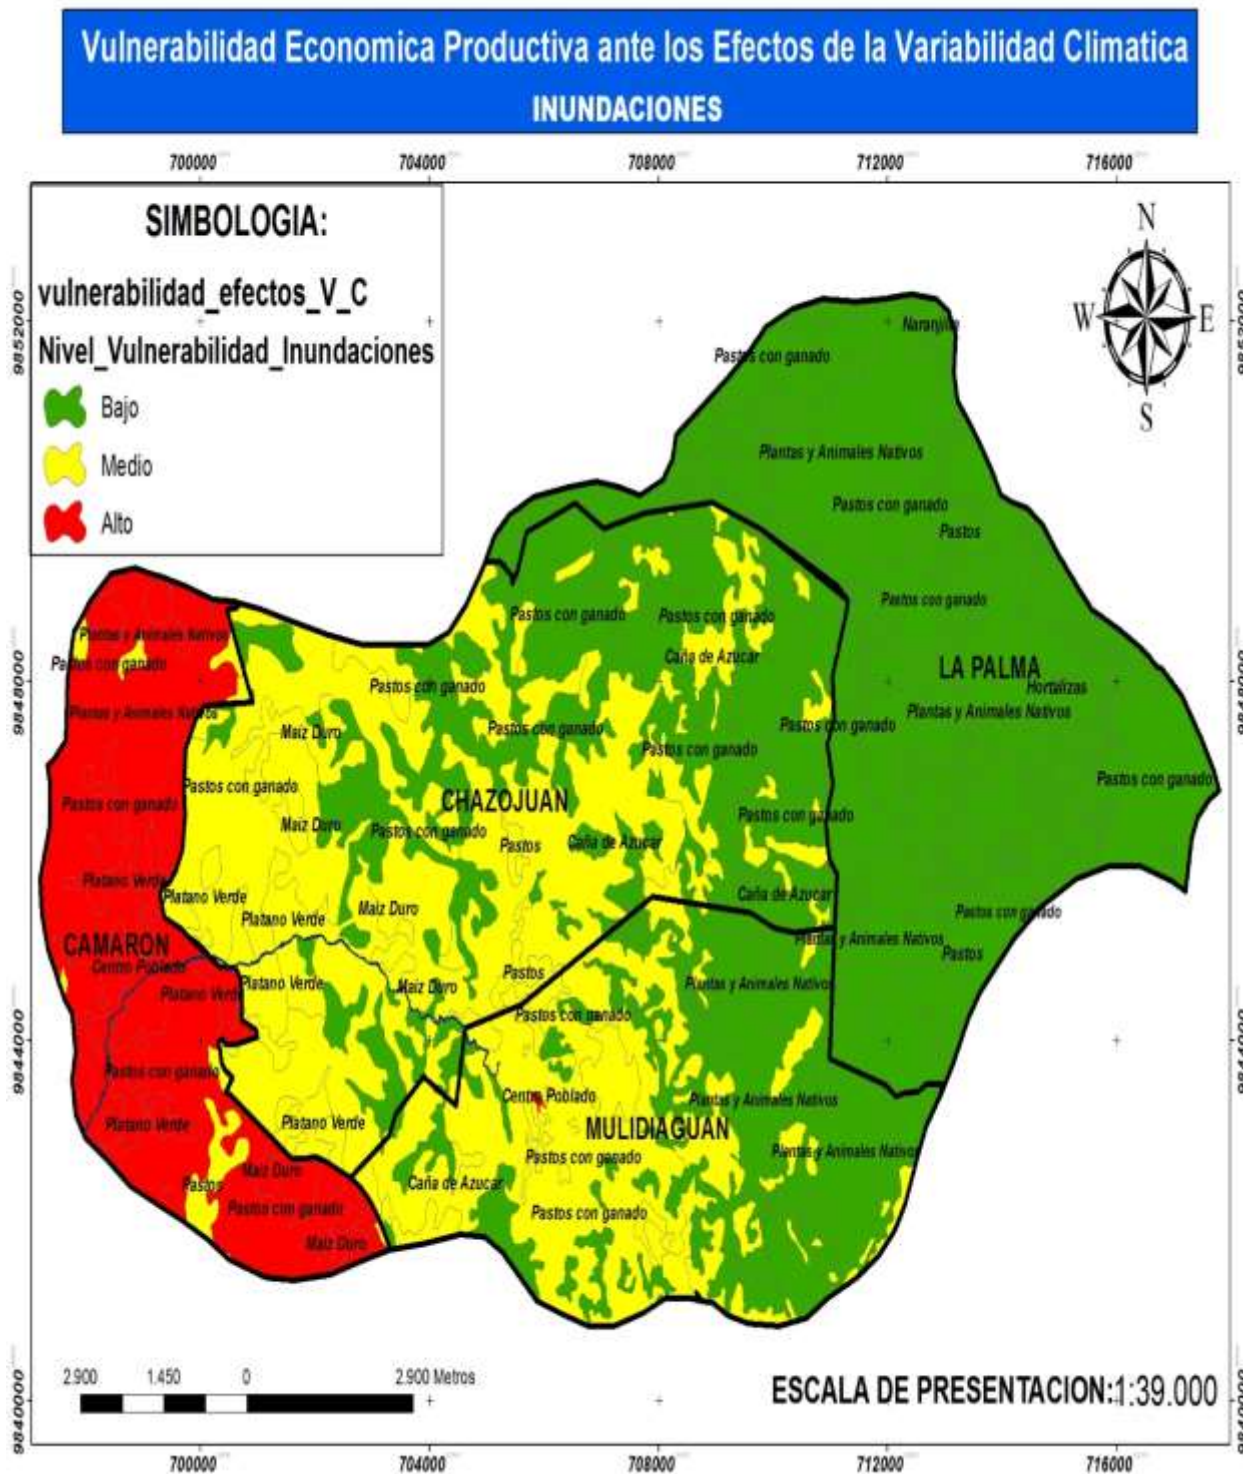 Vulnerabilidad Economica Productiva ante los Efectos de la Variabilidad Climatica
INUNDACIONES
700000 704000 708000 712000 716000
SIMBOLOGIA:
vulnerabilidad_efectos_V_C
Nivel_Vulnerabilidad_Inundaciones
Bajo
Medio
Alto
N
W E
S
9852000
9852000
Naranjilla
Pastos con ganado
Plantas y Animales Nativos
Pastos con ganado
Pastos
Pastos con ganado
Pastos con ganado
Pastos con ganado
Plantas y Animales Nativos
Caña de Azucar
Pastos con ganado
LA PALMA
9848000
9848000
Pastos con ganado
Hortalizas
Plantas y Animales Nativos
Plantas y Animales Nativos
Maiz Duro
Pastos con ganado
Pastos con ganado
Pastos con ganado
Pastos con ganado
Pastos con ganado
Pastos con ganado
CHAZOJUAN
Pastos con ganado
Maiz Duro
Pastos con ganado
Pastos con ganado
Pastos
Caña de Azucar
Platano Verde
Platano Verde
Caña de Azucar
Maiz Duro
Platano Verde
Pastos con ganado
CAMARON
Plantas y Animales Nativos
Pastos
Centro Poblado
Pastos
Platano Verde
Platano Verde
Maiz Duro
Plantas y Animales Nativos
Pastos con ganado
9844000
9844000
Pastos con ganado
Centro Poblado
Plantas y Animales Nativos
Platano Verde
Platano Verde
MULIDIAGUAN
Plantas y Animales Nativos
Pastos con ganado
Maiz Duro
Pastos
Caña de Azucar
Pastos con ganado
Pastos con ganado
Maiz Duro
2.900 1.450 0 2.900 Metros
ESCALA DE PRESENTACION:1:39.000
9840000
9840000
700000 704000 708000 712000 716000